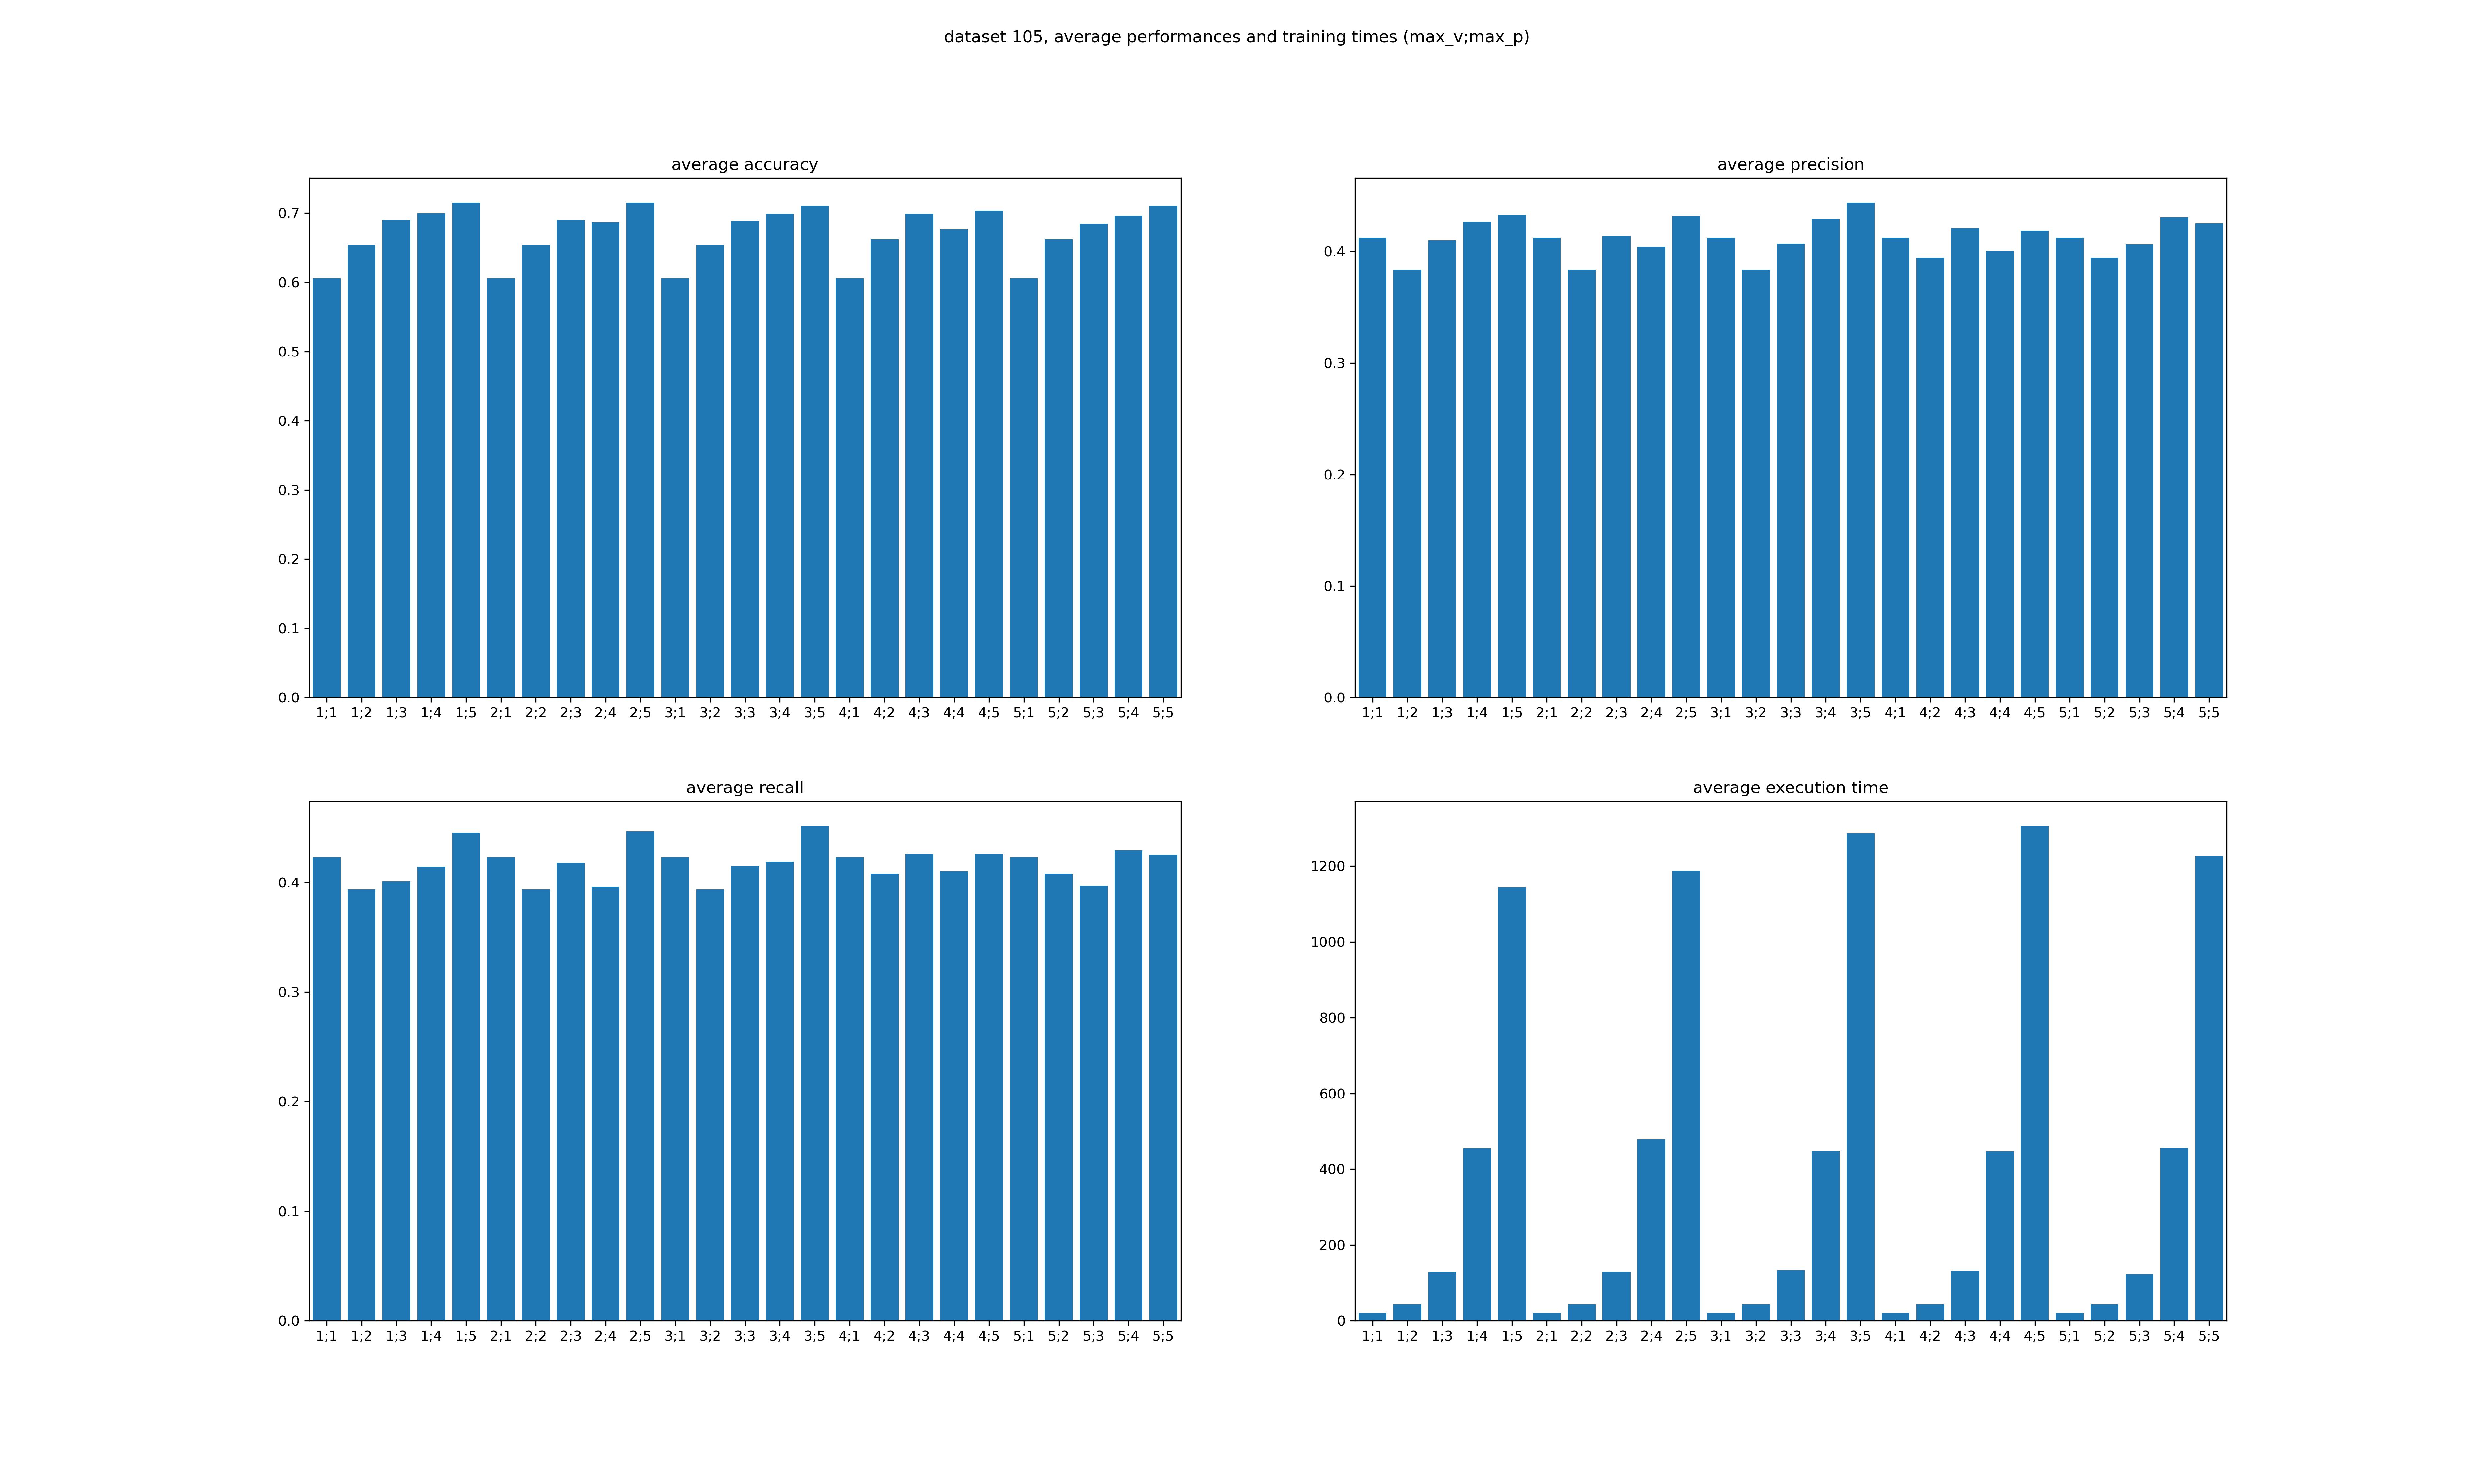 dataset 105, average performances and training times (max_v;max_p)
average accuracy
0.7
0.6
0.5
0.4
0.3
0.2
0.1
0.0
1;1 1;2 1;3 1;4 1;5 2;1 2;2 2;3 2;4 2;5 3;1 3;2 3;3 3;4 3;5 4;1 4;2 4;3 4;4 4;5 5;1 5;2 5;3 5;4 5;5
average precision
0.4
0.3
0.2
0.1
0.0
1;1 1;2 1;3 1;4 1;5 2;1 2;2 2;3 2;4 2;5 3;1 3;2 3;3 3;4 3;5 4;1 4;2 4;3 4;4 4;5 5;1 5;2 5;3 5;4 5;5
average recall
0.4
0.3
0.2
0.1
0.0
1;1 1;2 1;3 1;4 1;5 2;1 2;2 2;3 2;4 2;5 3;1 3;2 3;3 3;4 3;5 4;1 4;2 4;3 4;4 4;5 5;1 5;2 5;3 5;4 5;5
average execution time
1200
1000
800
600
400
200
0
1;1 1;2 1;3 1;4 1;5 2;1 2;2 2;3 2;4 2;5 3;1 3;2 3;3 3;4 3;5 4;1 4;2 4;3 4;4 4;5 5;1 5;2 5;3 5;4 5;5